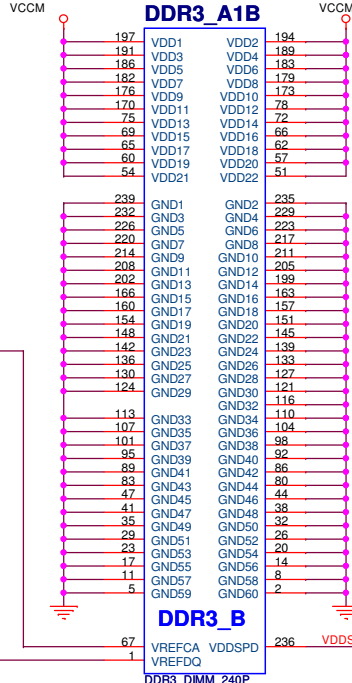 VCCM DDR3_A1B VCCM
197 VDD1 VDD2 194
191 VDD3 VDD4 189
186 VDD5 VDD6 183
182 VDD7 VDD8 179
176 VDD9 VDD10 173
170 VDD11 VDD12 78
75 VDD13 VDD14 72
69 VDD15 VDD16 66
65 VDD17 VDD18 62
60 VDD19 VDD20 57
54 VDD21 VDD22 51
239 GND1 GND2 235
232 GND3 GND4 229
226 GND5 GND6 223
220 GND7 GND8 217
214 GND9 GND10 211
208 GND11 GND12 205
202 GND13 GND14 199
166 GND15 GND16 163
160 GND17 GND18 157
154 GND19 GND20 151
148 GND21 GND22 145
142 GND23 GND24 139
136 GND25 GND26 133
130 GND27 GND28 127
124 GND29 GND30 121
GND32 116
113 GND33 GND34 110
107 GND35 GND36 104
101 GND37 GND38 98
95 GND39 GND40 92
89 GND41 GND42 86
83 GND43 GND44 80
47 GND45 GND46 44
41 GND47 GND48 38
35 GND49 GND50 32
29 GND51 GND52 26
23 GND53 GND54 20
17 GND55 GND56 14
11 GND57 GND58 8
5 GND59 GND60 2
DDR3_B
67 VREFCA VDDSPD 236 VDDS
1 VREFDQ
DDR3_DIMM_240P